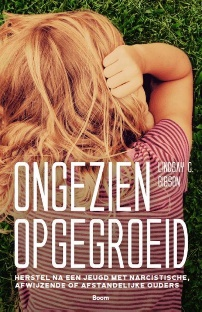 LINDSAY C.
GIBSON
ONGEZIEN
OPGEGROEID
HERSTEL NA EEN JEUGD MET NARCISTISCHE,
AFWIJZENDE OF AFSTANDELIJKE OUDERS
Boom